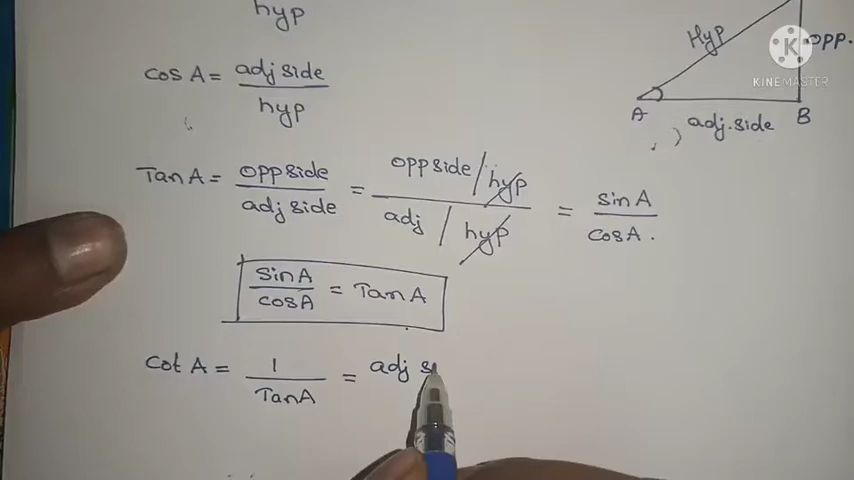 hyp
Hyp
opp.
K
KINEMASTER
A
adj.side
B
cos A = adj side / hyp
Tan A = opp side / adj side = opp side / hyp / adj / hyp = sin A / cos A.
sin A / cos A = Tan A
cot A = 1 / Tan A = adj s